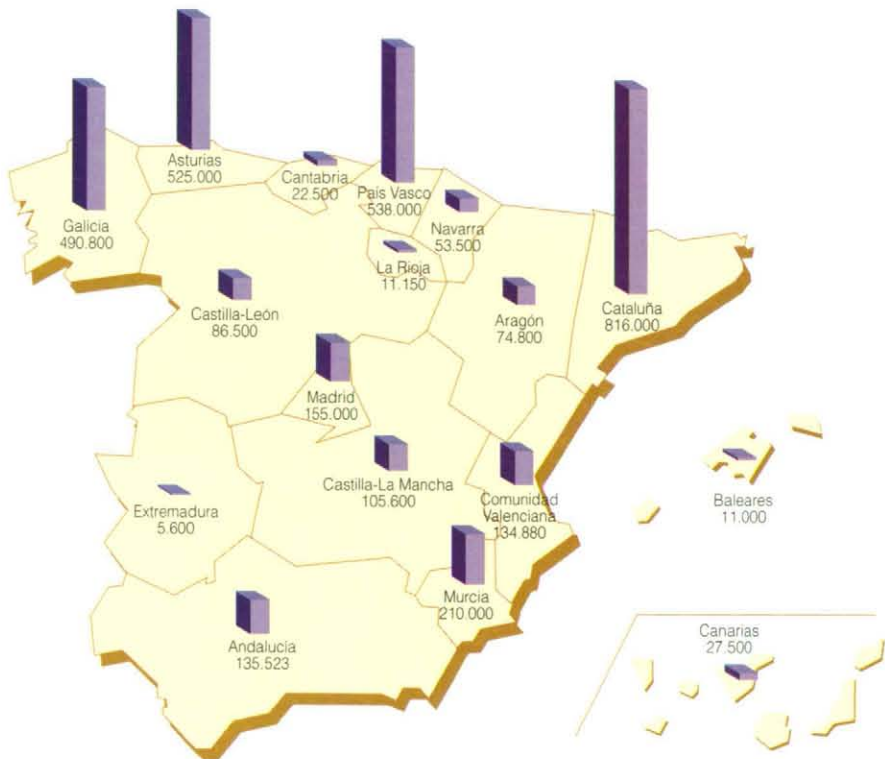 Asturias
525.000
Cantabria
22.500
País Vasco
538.000
Navarra
53.500
Galicia
490.800
La Rioja
11.150
Castilla-León
86.500
Aragón
74.800
Cataluña
816.000
Madrid
155.000
Castilla-La Mancha
105.600
Comunidad
Valenciana
134.880
Baleares
11.000
Extremadura
5.600
Murcia
210.000
Andalucía
135.523
Canarias
27.500